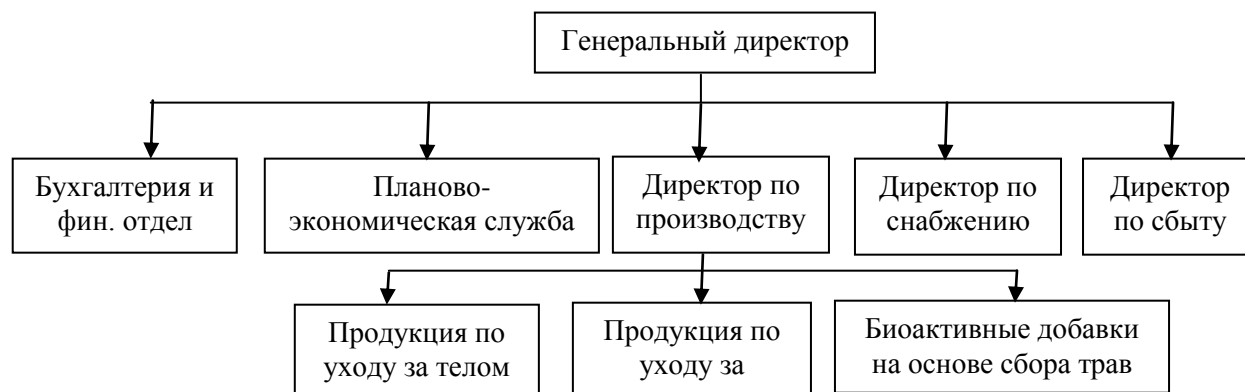 Генеральный директор
Бухгалтерия и
фин. отдел
Планово-
экономическая служба
Директор по
производству
Директор по
снабжению
Директор
по сбыту
Продукция по
уходу за телом
Продукция по
уходу за
Биоактивные добавки
на основе сбора трав